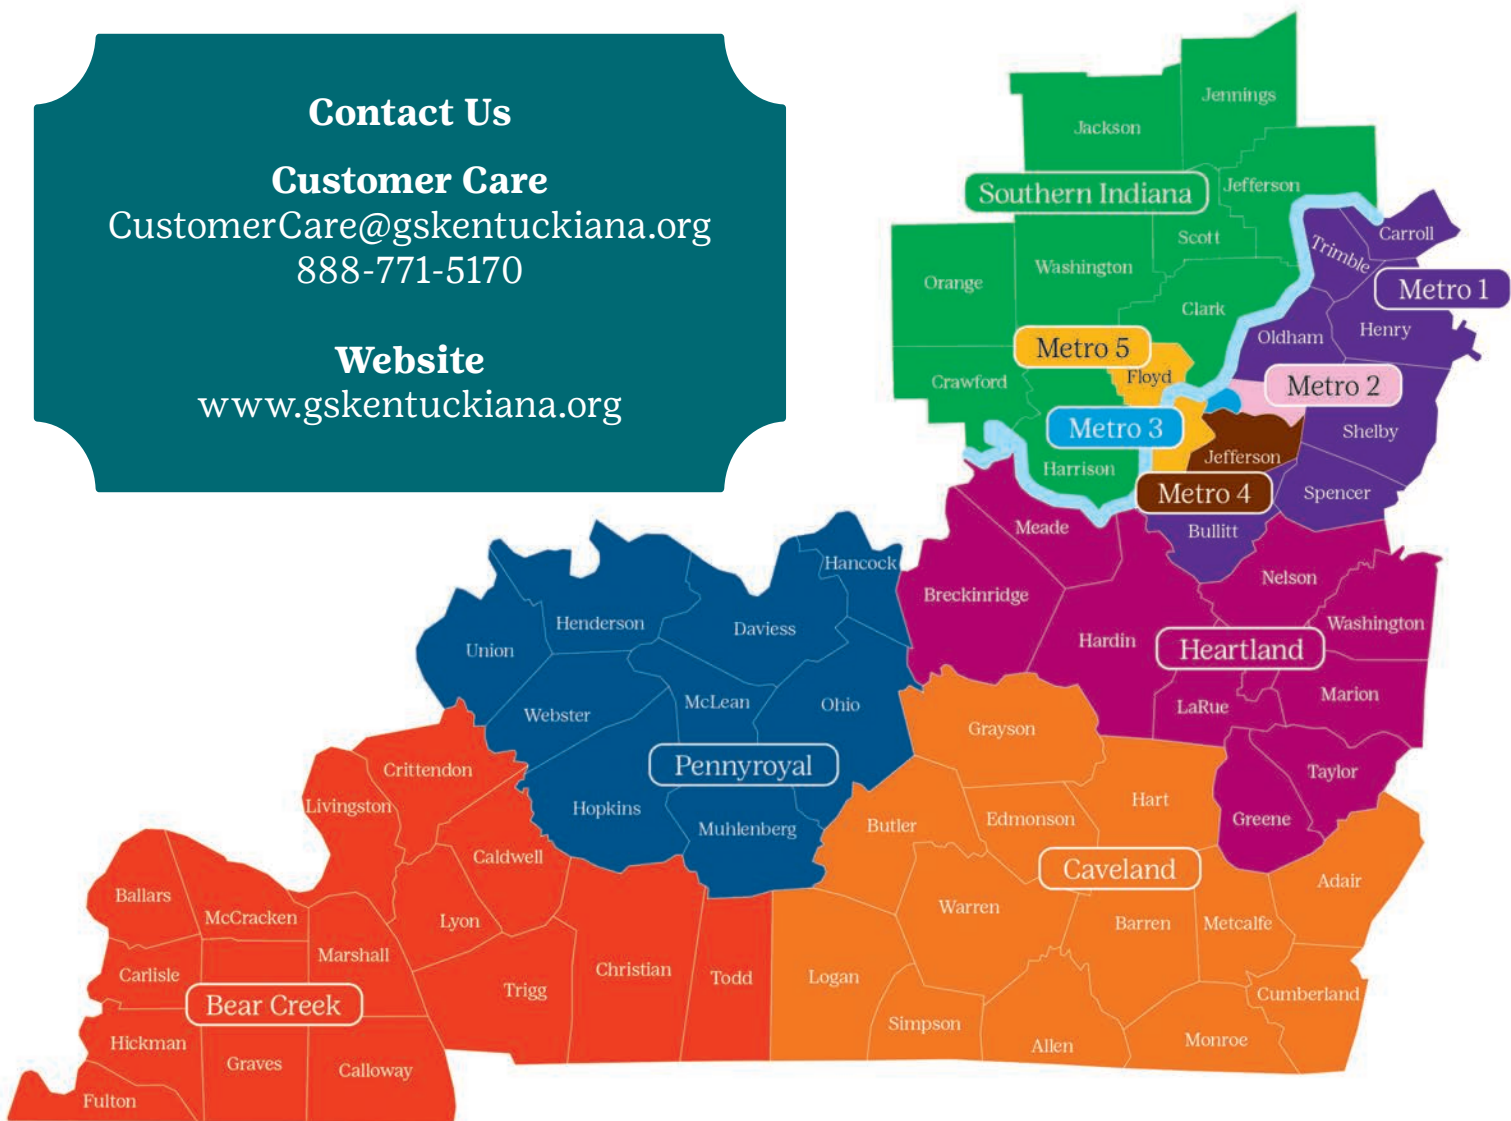 Contact Us
Customer Care
CustomerCare@gskentuckiana.org
888-771-5170
Website
www.gskentuckiana.org
Jennings
Jackson
Southern Indiana
Jefferson
Scott
Carroll
Trimble
Washington
Orange
Metro 1
Clark
Henry
Oldham
Metro 5
Floyd
Crawford
Metro 2
Metro 3
Shelby
Jefferson
Harrison
Metro 4
Spencer
Meade
Bullitt
Hancock
Nelson
Breckinridge
Henderson
Daviess
Washington
Union
Hardin
Heartland
McLean
Ohio
LaRue
Marion
Webster
Grayson
Pennyroyal
Crittendon
Taylor
Livingston
Hopkins
Hart
Muhlenberg
Butler
Edmonson
Greene
Caldwell
Caveland
Adair
Ballars
McCracken
Lyon
Warren
Barren
Metcalfe
Marshall
Carlisle
Christian
Todd
Logan
Trigg
Cumberland
Bear Creek
Simpson
Hickman
Allen
Monroe
Graves
Calloway
Fulton